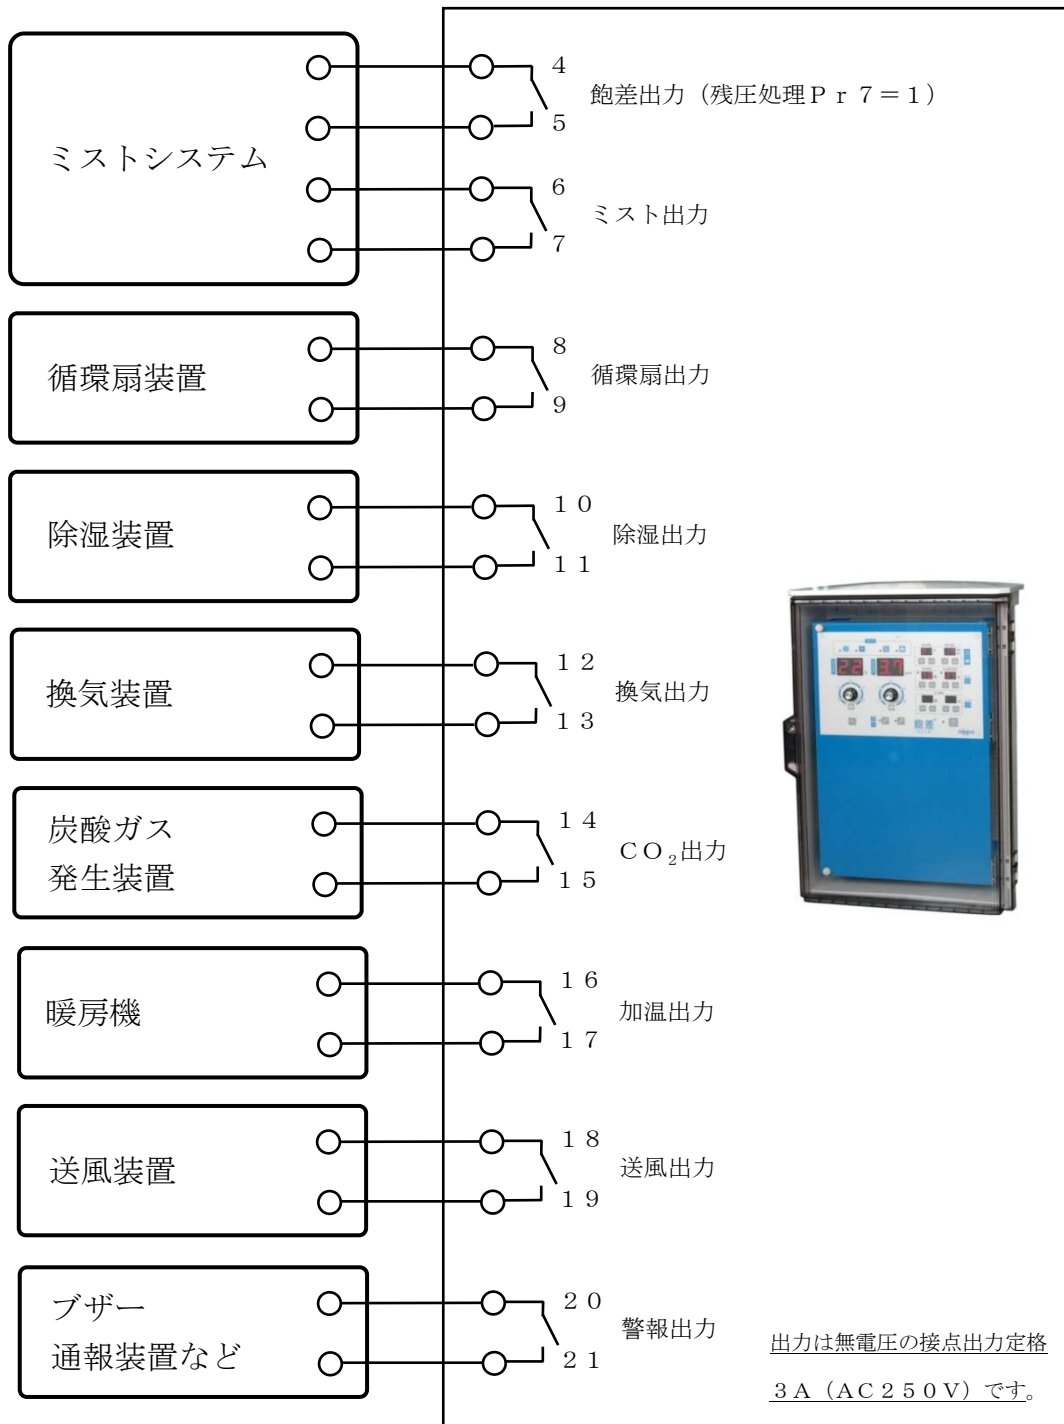 ミストシステム
4
5
飽差出力（残圧処理Ｐｒ７＝１）
6
7
ミスト出力
循環扇装置
8
9
循環扇出力
除湿装置
１０
１１
除湿出力
換気装置
１２
１３
換気出力
炭酸ガス
発生装置
１４
１５
ＣＯ₂出力
暖房機
１６
１７
加温出力
送風装置
１８
１９
送風出力
ブザー
通報装置など
２０
２１
警報出力
22
3.7
飽差
nippo
出力は無電圧の接点出力定格
３Ａ（ＡＣ２５０Ｖ）です。